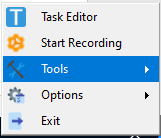 Task Editor
Start Recording
Tools
Options
Exit